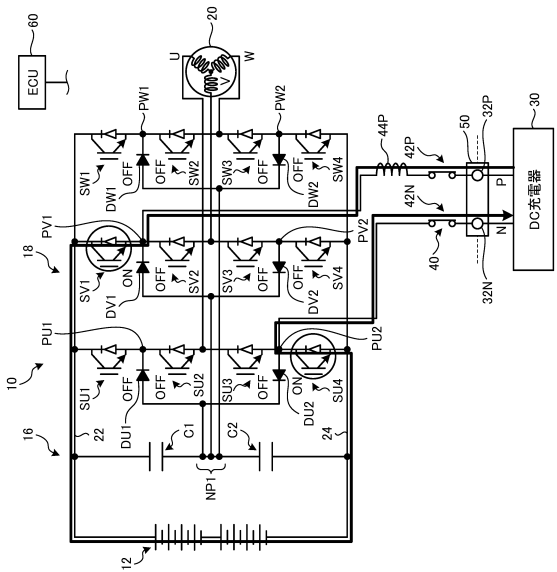 60
ECU
20
U
V
W
PW1
PW2
30
32P
50
44P
42P
42N
P
N
DC充電器
40
32N
SW1
DW1
OFF
OFF
SW2
SW3
OFF
OFF
DW2
SW4
PV1
PV2
18
SV1
DV1
ON
OFF
SV2
SV3
OFF
OFF
DV2
SV4
PU1
PU2
10
SU1
DU1
OFF
OFF
SU2
SU3
OFF
ON
DU2
SU4
16
22
24
C1
C2
NP1
12